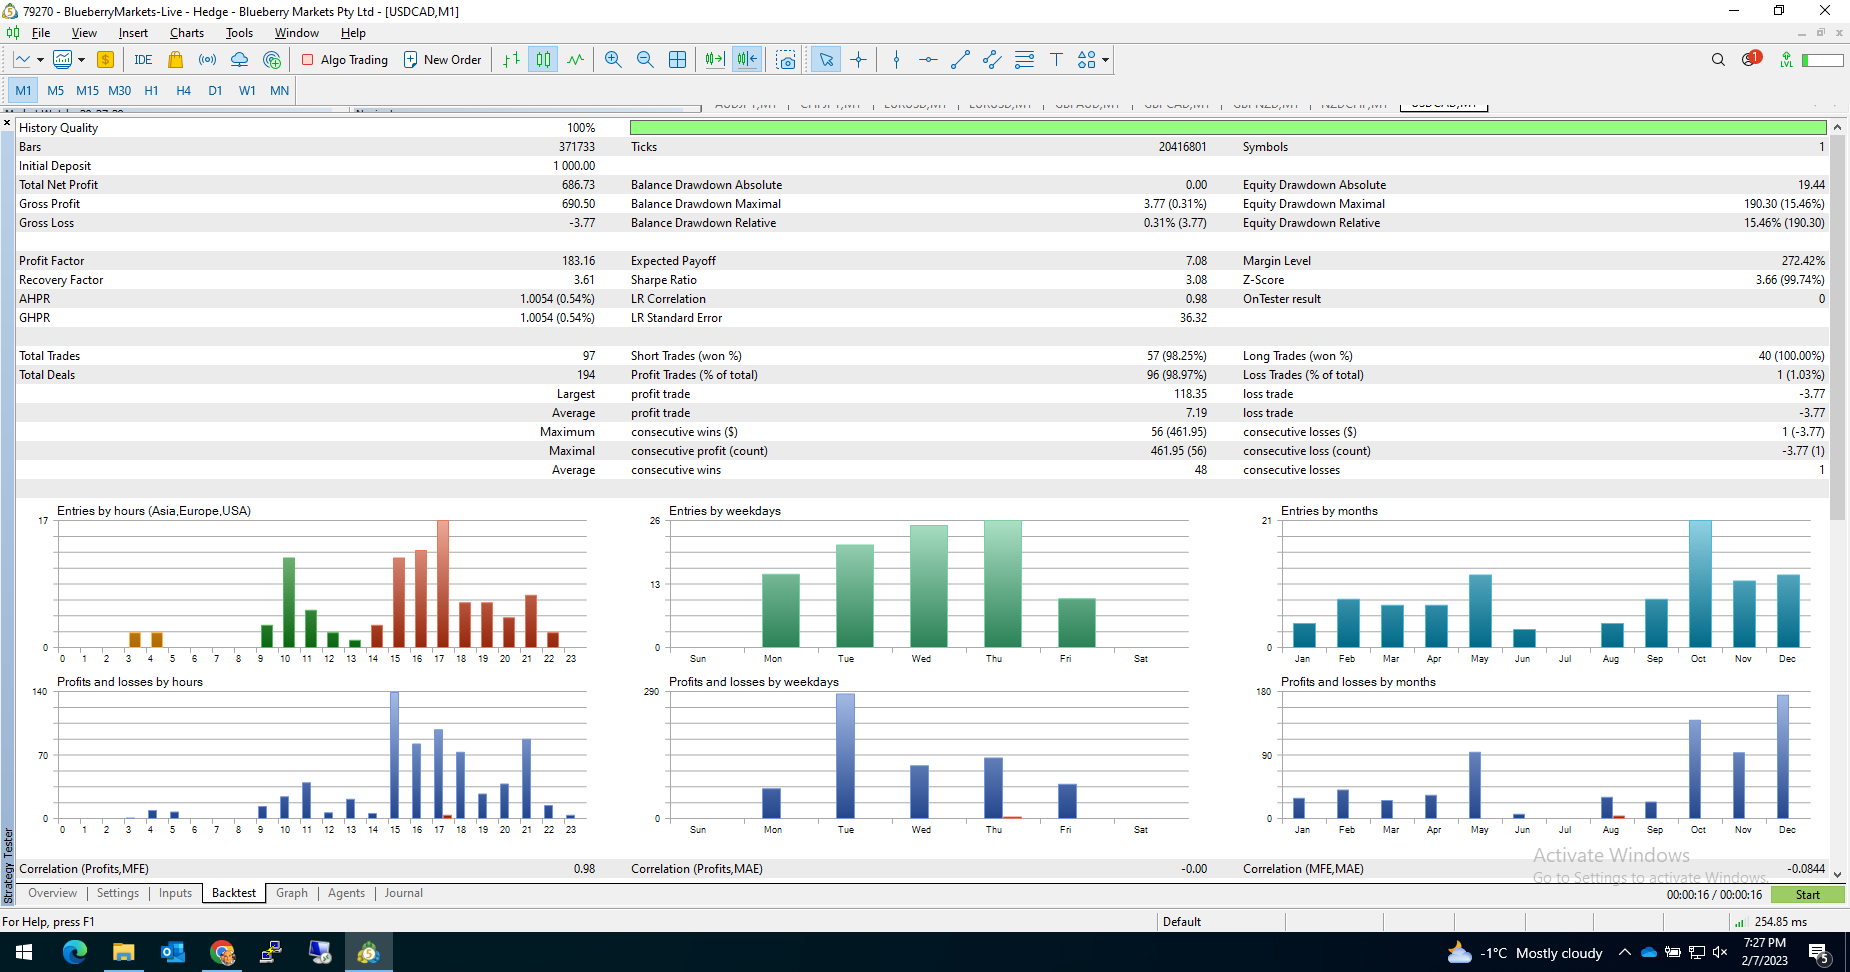 79270 - BlueberryMarkets-Live - Hedge - Blueberry Markets Pty Ltd - [USDCAD,M1]
File View Insert Charts Tools Window Help
IDE Algo Trading New Order 1 LVL
M1 M5 M15 M30 H1 H4 D1 W1 MN
History Quality 100%
Bars 371733 Ticks 20416801 Symbols 1
Initial Deposit 1 000.00
Total Net Profit 686.73 Balance Drawdown Absolute 0.00 Equity Drawdown Absolute 19.44
Gross Profit 690.50 Balance Drawdown Maximal 3.77 (0.31%) Equity Drawdown Maximal 190.30 (15.46%)
Gross Loss -3.77 Balance Drawdown Relative 0.31% (3.77) Equity Drawdown Relative 15.46% (190.30)
Profit Factor 183.16 Expected Payoff 7.08 Margin Level 272.42%
Recovery Factor 3.61 Sharpe Ratio 3.08 Z-Score 3.66 (99.74%)
AHPR 1.0054 (0.54%) LR Correlation 0.98 OnTester result 0
GHPR 1.0054 (0.54%) LR Standard Error 36.32
Total Trades 97 Short Trades (won %) 57 (98.25%) Long Trades (won %) 40 (100.00%)
Total Deals 194 Profit Trades (% of total) 96 (98.97%) Loss Trades (% of total) 1 (1.03%)
Largest profit trade 118.35 loss trade -3.77
Average profit trade 7.19 loss trade -3.77
Maximum consecutive wins ($) 56 (461.95) consecutive losses ($) 1 (-3.77)
Maximal consecutive profit (count) 461.95 (56) consecutive loss (count) -3.77 (1)
Average consecutive wins 48 consecutive losses 1
Entries by hours (Asia,Europe,USA) Entries by weekdays Entries by months
17 26 21
13
0 0 0
0 1 2 3 4 5 6 7 8 9 10 11 12 13 14 15 16 17 18 19 20 21 22 23 Sun Mon Tue Wed Thu Fri Sat Jan Feb Mar Apr May Jun Jul Aug Sep Oct Nov Dec
Profits and losses by hours Profits and losses by weekdays Profits and losses by months
140 290 180
70 90
0 0 0
0 1 2 3 4 5 6 7 8 9 10 11 12 13 14 15 16 17 18 19 20 21 22 23 Sun Mon Tue Wed Thu Fri Sat Jan Feb Mar Apr May Jun Jul Aug Sep Oct Nov Dec
Strategy Tester
Activate Windows
Correlation (Profits,MFE) 0.98 Correlation (Profits,MAE) -0.00 Correlation (MFE,MAE) -0.0844
Go to Settings to activate Windows.
Overview Settings Inputs Backtest Graph Agents Journal 00:00:16 / 00:00:16 Start
For Help, press F1 Default 254.85 ms
-1°C Mostly cloudy 7:27 PM
2/7/2023 5